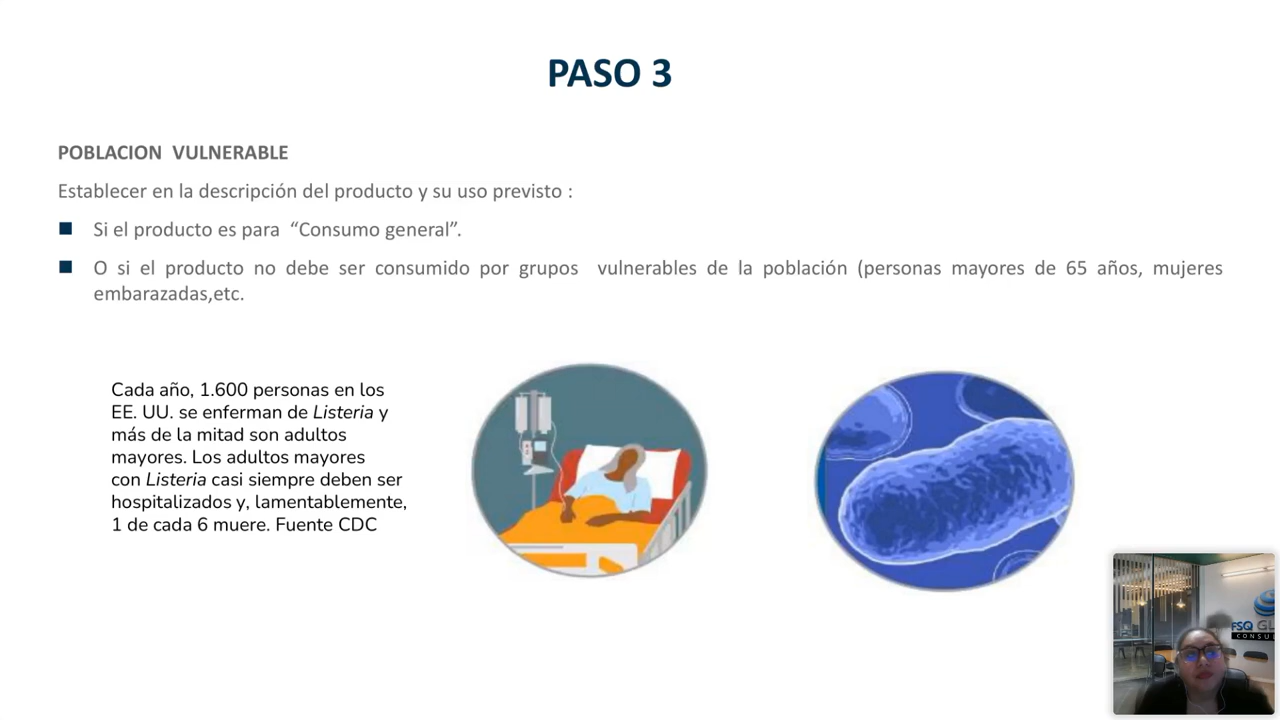 PASO 3
POBLACION VULNERABLE
Establecer en la descripción del producto y su uso previsto :
Si el producto es para “Consumo general”.
O si el producto no debe ser consumido por grupos vulnerables de la población (personas mayores de 65 años, mujeres
embarazadas,etc.
Cada año, 1.600 personas en los
EE. UU. se enferman de Listeria y
más de la mitad son adultos
mayores. Los adultos mayores
con Listeria casi siempre deben ser
hospitalizados y, lamentablemente,
1 de cada 6 muere. Fuente CDC
FSQ GL
CONSU